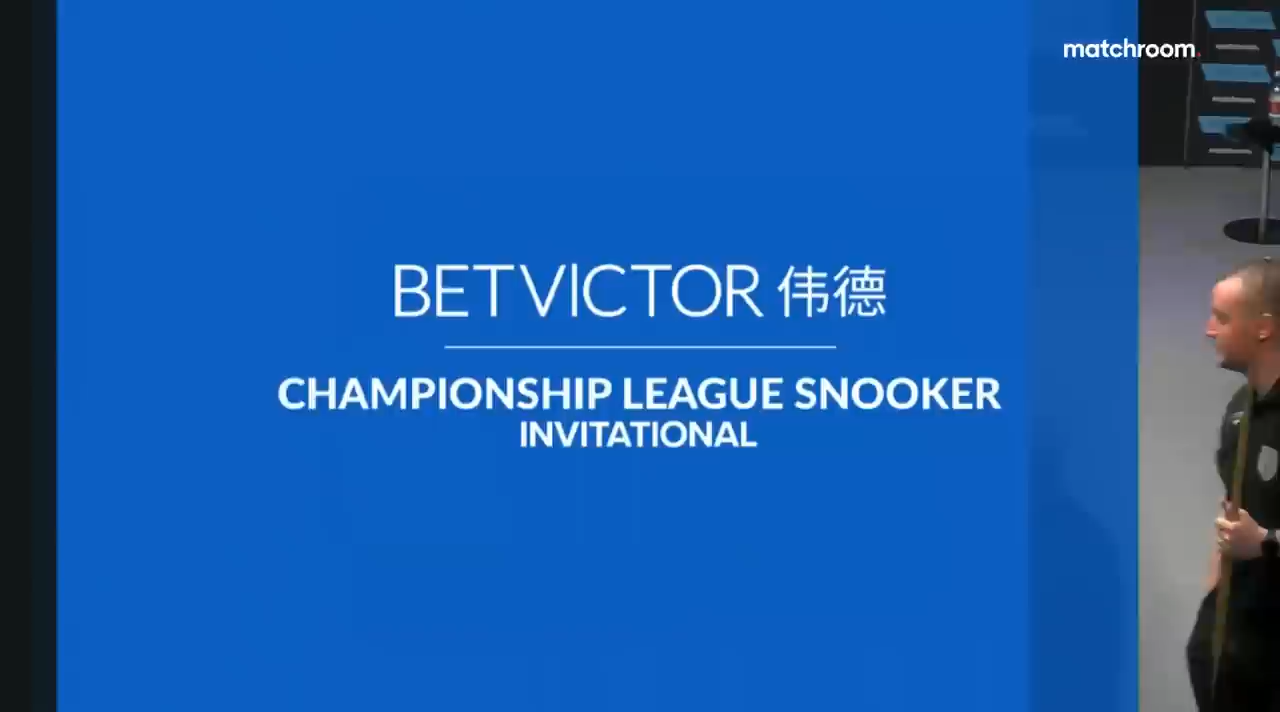 matchroom.
BETVICTOR 伟德
CHAMPIONSHIP LEAGUE SNOOKER
INVITATIONAL